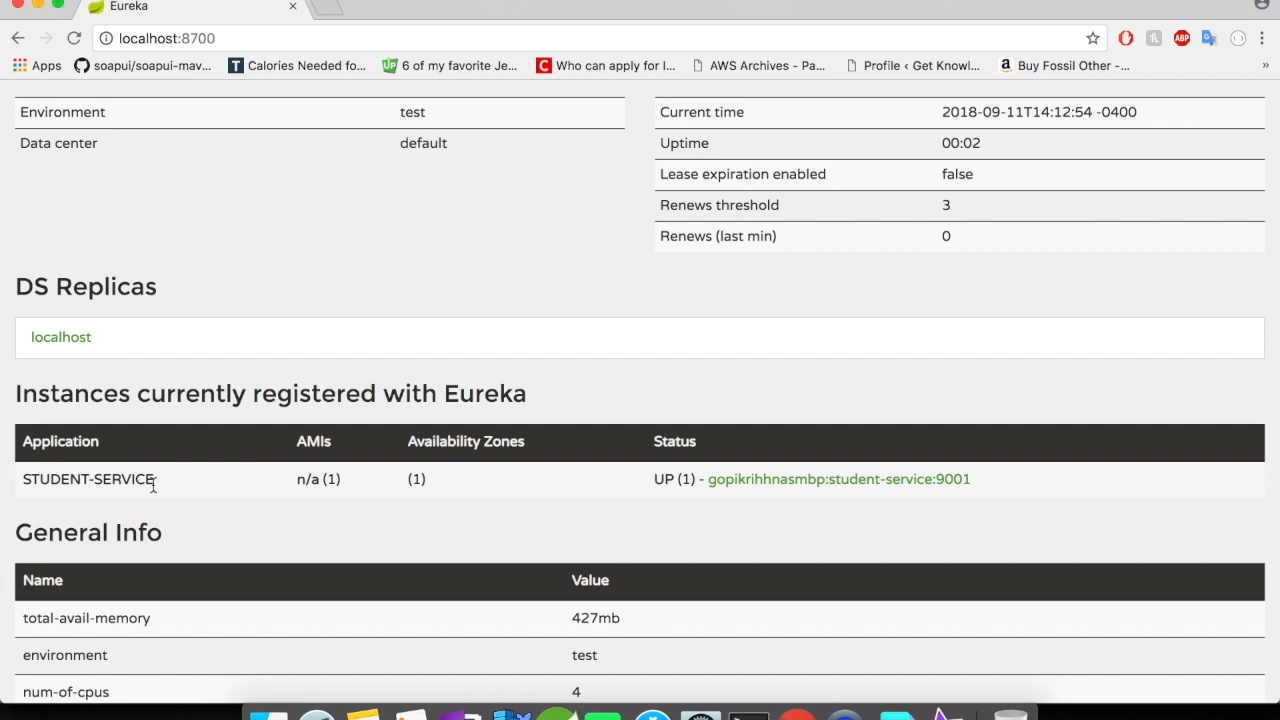 Eureka
localhost:8700
Apps soapui/soapui-mav... Calories Needed fo... 6 of my favorite Je... Who can apply for I... AWS Archives - Pa... Profile ‹ Get Knowl... Buy Fossil Other -... »
Environment test
Data center default
Current time 2018-09-11T14:12:54 -0400
Uptime 00:02
Lease expiration enabled false
Renews threshold 3
Renews (last min) 0
DS Replicas
localhost
Instances currently registered with Eureka
Application AMIs Availability Zones Status
STUDENT-SERVICE n/a (1) (1) UP (1) - gopikrihhnasmbp:student-service:9001
General Info
Name Value
total-avail-memory 427mb
environment test
num-of-cpus 4